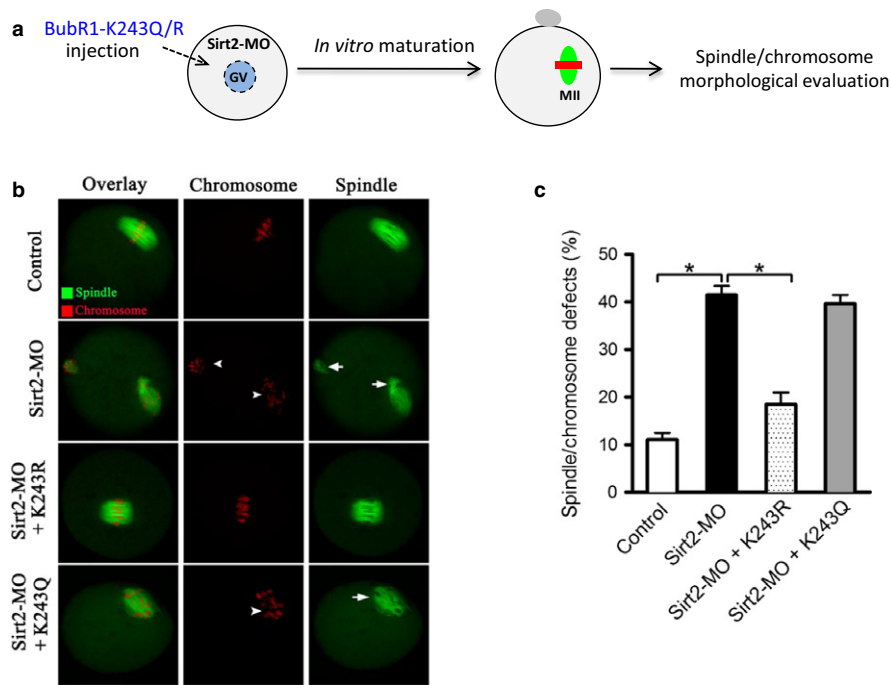 a
BubR1-K243Q/R
injection
Sirt2-MO
GV
In vitro maturation
MII
Spindle/chromosome
morphological evaluation
b
Overlay
Chromosome
Spindle
Control
Spindle
Chromosome
Sirt2-MO
Sirt2-MO
+ K243R
Sirt2-MO
+ K243Q
c
Spindle/chromosome defects (%)
50
40
30
20
10
0
*
*
Control
Sirt2-MO
Sirt2-MO + K243R
Sirt2-MO + K243Q